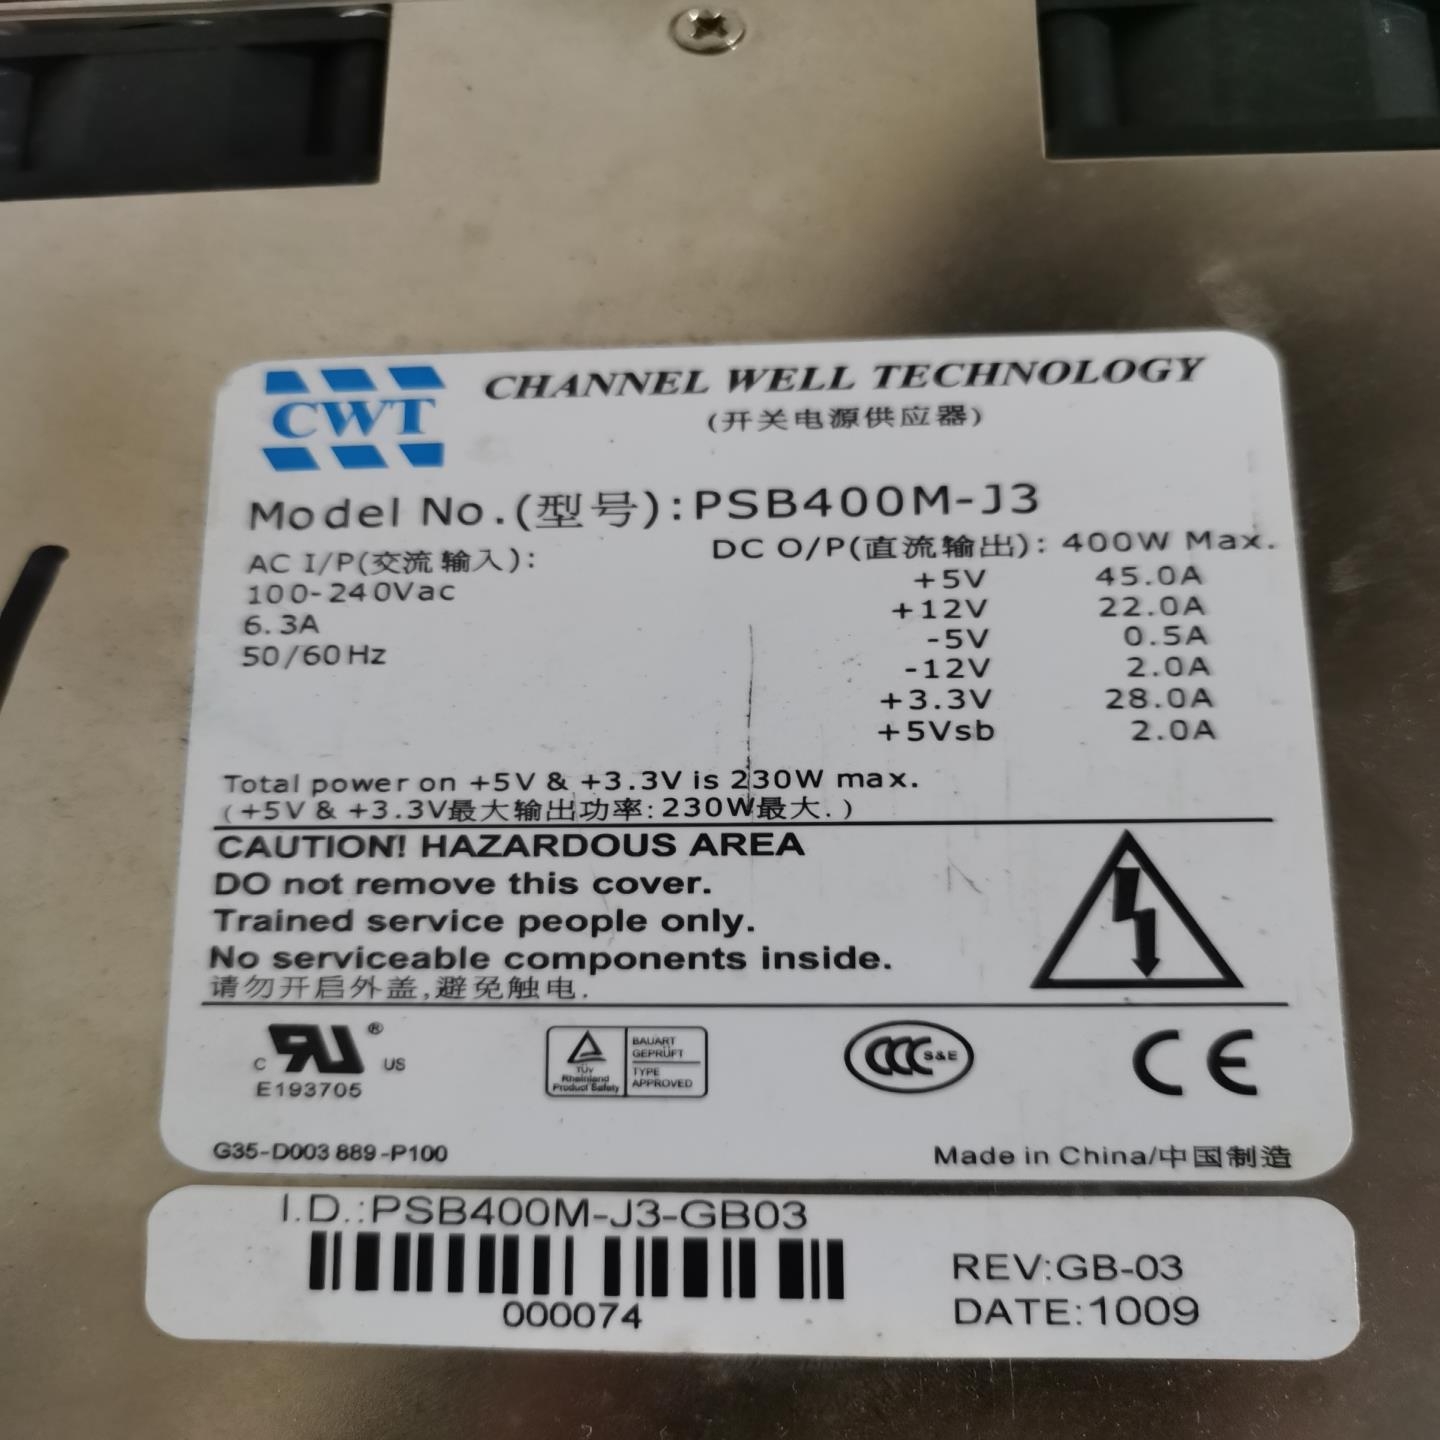 CWT
CHANNEL WELL TECHNOLOGY
(开关电源供应器)
Model No.(型号):PSB400M-J3
AC I/P(交流输入):
100-240Vac
6.3A
50/60Hz
DC O/P(直流输出): 400W Max.
+5V 45.0A
+12V 22.0A
-5V 0.5A
-12V 2.0A
+3.3V 28.0A
+5Vsb 2.0A
Total power on +5V & +3.3V is 230W max.
(+5V & +3.3V最大输出功率:230W最大.)
CAUTION! HAZARDOUS AREA
DO not remove this cover.
Trained service people only.
No serviceable components inside.
请勿开启外盖,避免触电.
C RU ® US
E193705
TÜV
Rheinland
Product Safety
BAUART
GEPRÜFT
TYPE
APPROVED
CCC S&E
CE
G35-D003889-P100
Made in China/中国制造
I.D.:PSB400M-J3-GB03
000074
REV:GB-03
DATE:1009